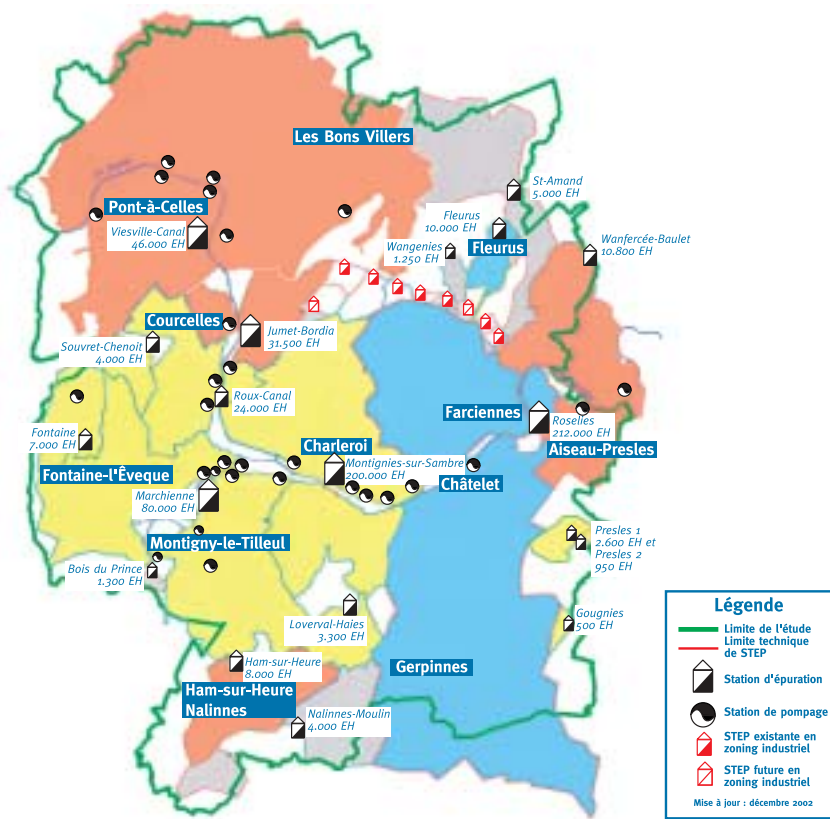 Les Bons Villers
St-Amand
5.000 EH
Pont-à-Celles
Viesville-Canal
46.000 EH
Fleurus
10.000 EH
Wangenies
1.250 EH
Fleurus
Wanfercée-Baulet
10.800 EH
Courcelles
Souvret-Chenoit
4.000 EH
Jumet-Bordia
31.500 EH
Roux-Canal
24.000 EH
Farciennes
Roselies
212.000 EH
Aiseau-Presles
Fontaine
7.000 EH
Charleroi
Montignies-sur-Sambre
200.000 EH
Fontaine-l'Êveque
Châtelet
Marchienne
80.000 EH
Montigny-le-Tilleul
Presles 1
2.600 EH et
Presles 2
950 EH
Bois du Prince
1.300 EH
Loverval-Haies
3.300 EH
Gougnies
500 EH
Ham-sur-Heure
8.000 EH
Gerpinnes
Ham-sur-Heure
Nalinnes
Nalinnes-Moulin
4.000 EH
Légende
Limite de l'étude
Limite technique
de STEP
Station d'épuration
Station de pompage
STEP existante en
zoning industriel
STEP future en
zoning industriel
Mise à jour : décembre 2002